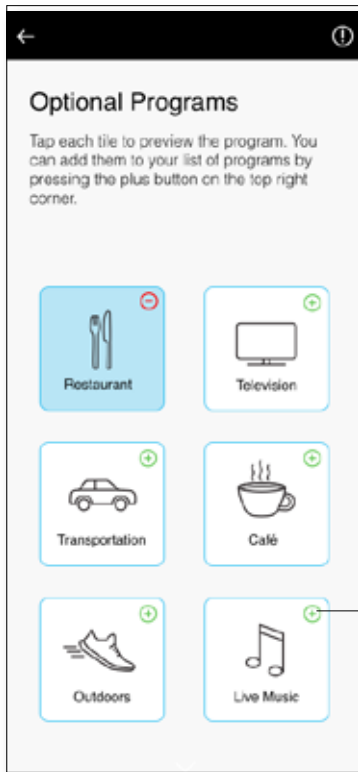 Optional Programs
Tap each tile to preview the program. You
can add them to your list of programs by
pressing the plus button on the top right
corner.
Restaurant
Television
Transportation
Café
Outdoors
Live Music